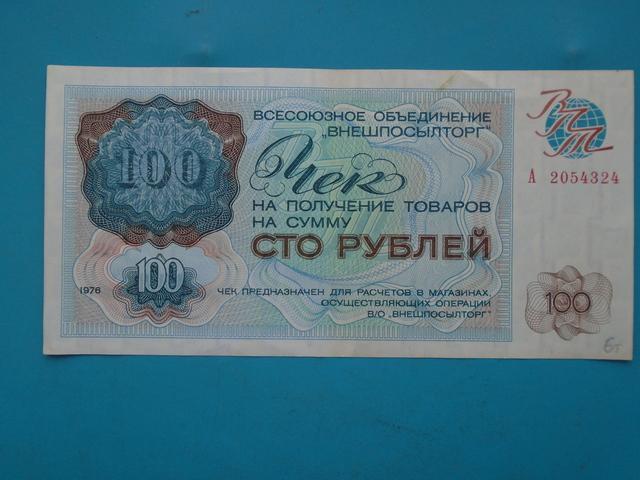 100
ВСЕСОЮЗНОЕ ОБЪЕДИНЕНИЕ
„ВНЕШПОСЫЛТОРГ"
Чек
НА ПОЛУЧЕНИЕ ТОВАРОВ
НА СУММУ
СТО РУБЛЕЙ
ВПТ
А 2054324
1976
100
ЧЕК ПРЕДНАЗНАЧЕН ДЛЯ РАСЧЕТОВ В МАГАЗИНАХ,
ОСУЩЕСТВЛЯЮЩИХ ОПЕРАЦИИ
В/О „ВНЕШПОСЫЛТОРГ"
100